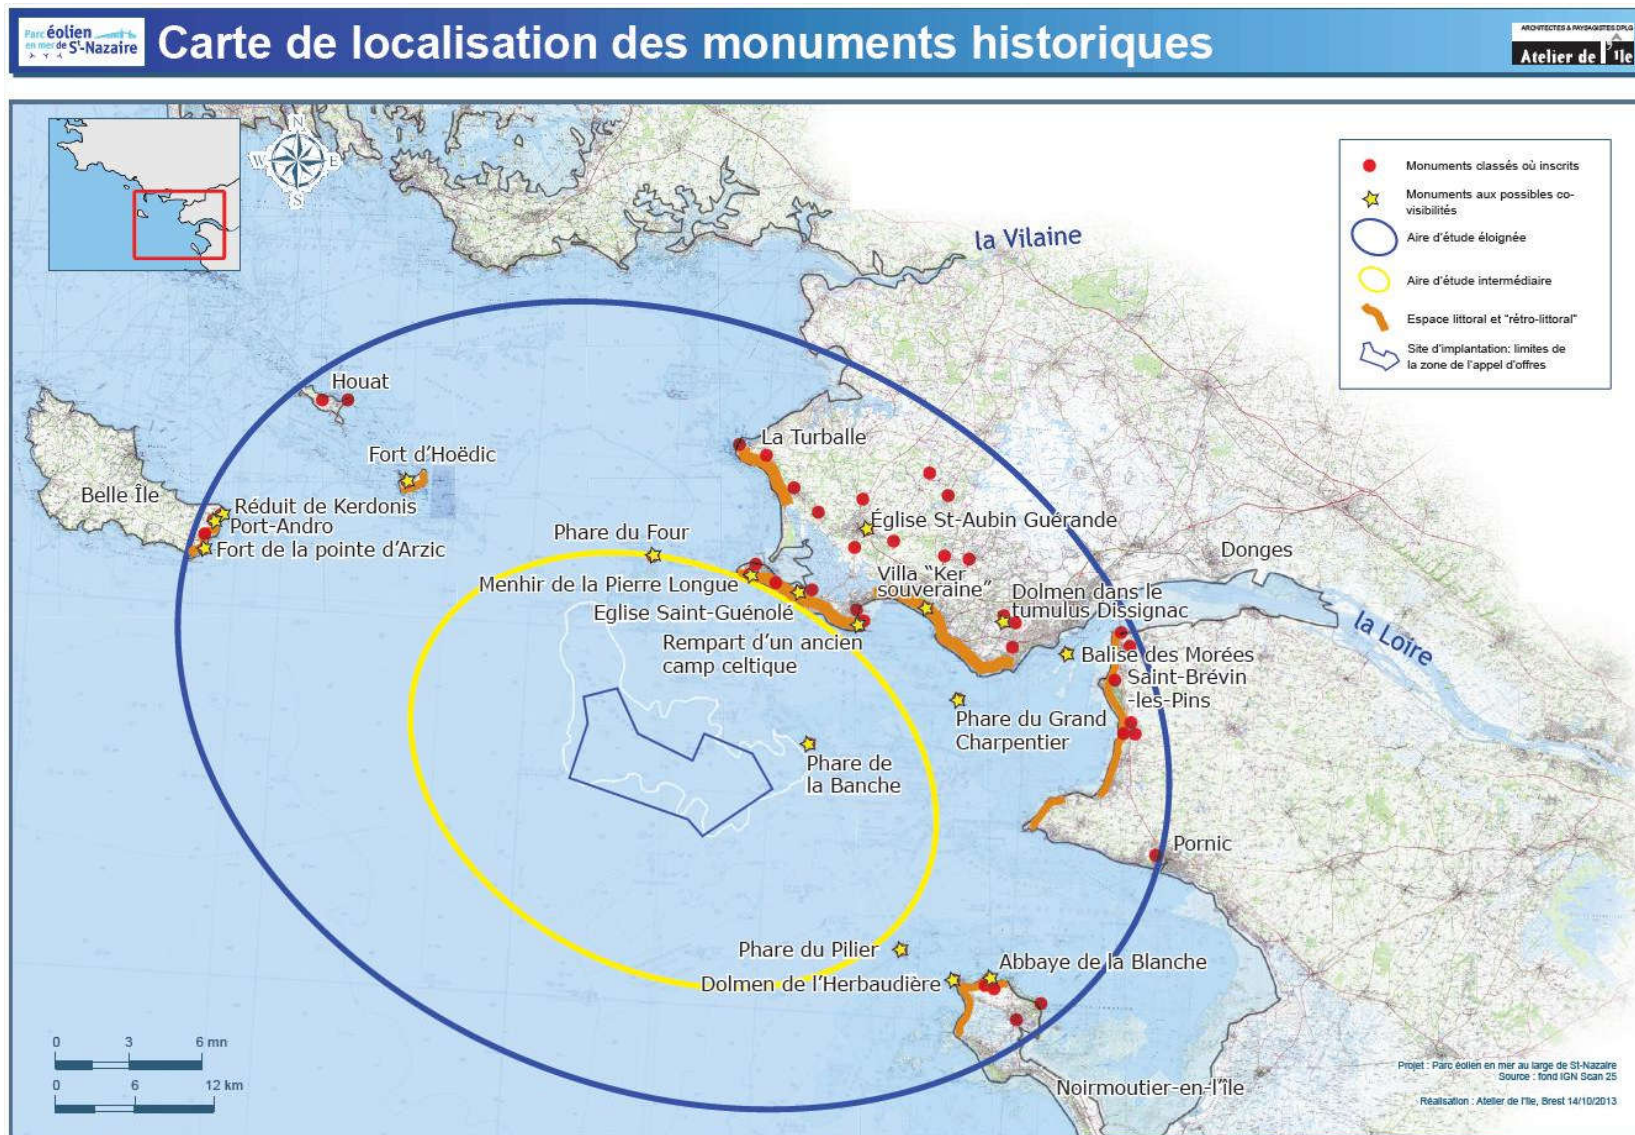 Parc éolien
en mer de St-Nazaire
Carte de localisation des monuments historiques
ARCHITECTES & PAYSAGISTES DPLG
Atelier de l'île
N
W
E
S
Monuments classés où inscrits
Monuments aux possibles co-
visibilités
Aire d'étude éloignée
Aire d'étude intermédiaire
Espace littoral et "rétro-littoral"
Site d'implantation: limites de
la zone de l'appel d'offres
la Vilaine
Houat
La Turballe
Fort d'Hoëdic
Belle Île
Réduit de Kerdonis
Port-Andro
Fort de la pointe d'Arzic
Église St-Aubin Guérande
Phare du Four
Donges
Menhir de la Pierre Longue
Villa "Ker
souveraine"
Dolmen dans le
tumulus Dissignac
Eglise Saint-Guénolé
la Loire
Rempart d'un ancien
camp celtique
Balise des Morées
Saint-Brévin
-les-Pins
Phare du Grand
Charpentier
Phare de
la Banche
Pornic
Phare du Pilier
Abbaye de la Blanche
Dolmen de l'Herbaudière
Noirmoutier-en-l'île
0 3 6 mn
0 6 12 km
Projet : Parc éolien en mer au large de St-Nazaire
Source : fond IGN Scan 25
Réalisation : Atelier de l'île, Brest 14/10/2013